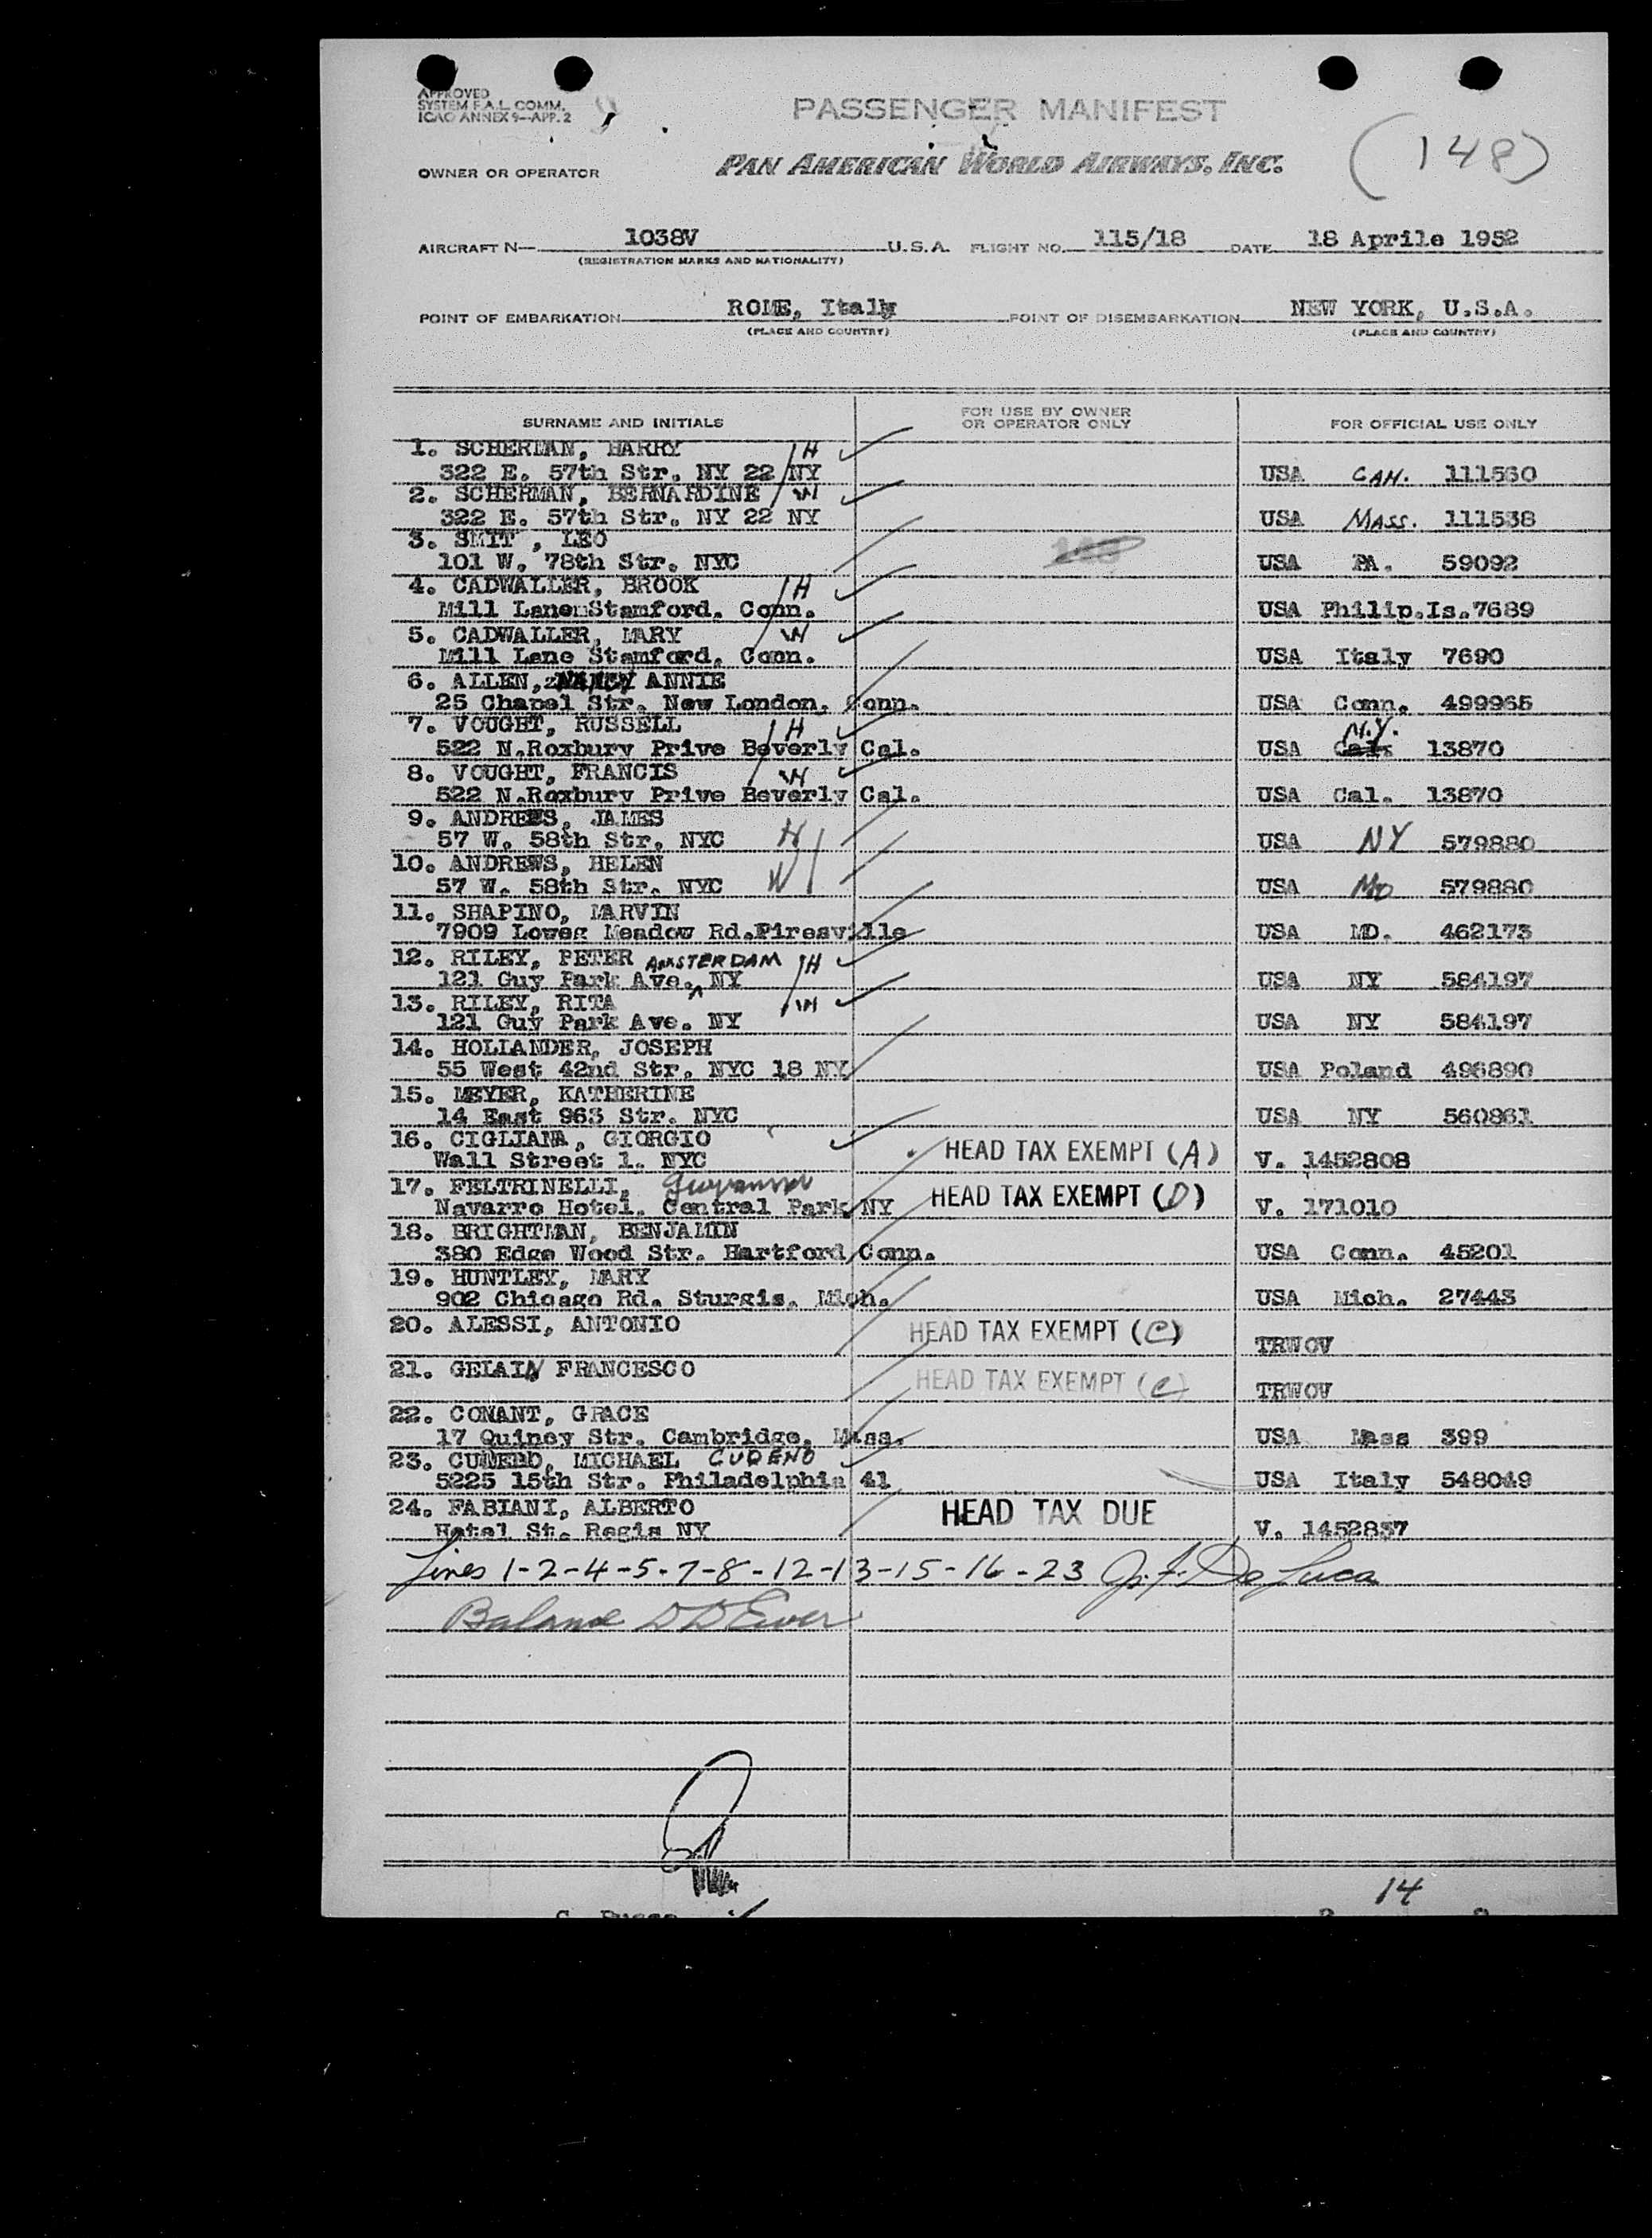 APPROVED
SYSTEM F.A.L. COMM.
ICAO ANNEX 9—APP. 2
PASSENGER MANIFEST
(148)
OWNER OR OPERATOR PAN AMERICAN WORLD AIRWAYS, INC.
AIRCRAFT N— 1038V U.S.A. FLIGHT NO. 115/18 DATE 18 Aprile 1952
(REGISTRATION MARKS AND NATIONALITY)
POINT OF EMBARKATION ROME, Italy POINT OF DISEMBARKATION NEW YORK, U.S.A.
(PLACE AND COUNTRY) (PLACE AND COUNTRY)
SURNAME AND INITIALS FOR USE BY OWNER OR OPERATOR ONLY FOR OFFICIAL USE ONLY
1. SCHERMAN, HARRY H
322 E. 57th Str. NY 22 NY USA CAN. 111560
2. SCHERMAN, BERNARDINE W
322 E. 57th Str. NY 22 NY USA MASS. 111538
3. SMIT , LEO
101 W. 78th Str. NYC USA PA. 59092
4. CADWALLER, BROOK H
Mill Lane Stamford. Conn. USA Philip.Is.7689
5. CADWALLER, MARY W
Mill Lane Stamford. Conn. USA Italy 7690
6. ALLEN, ANNIE
25 Chapel Str. New London. Conn. USA Conn. 499965
7. VOUGHT, RUSSELL H N.Y.
522 N.Roxbury Prive Beverly Cal. USA 13870
8. VOUGHT, FRANCIS W
522 N.Roxbury Prive Beverly Cal. USA Cal. 13870
9. ANDREWS, JAMES H
57 W. 58th Str. NYC USA NY 579880
10. ANDREWS, HELEN W
57 W. 58th Str. NYC USA MO 579880
11. SHAPINO, MARVIN
7909 Lower Meadow Rd.Piresville USA MD. 462173
12. RILEY, PETER AMSTERDAM H
121 Guy Park Ave. NY USA NY 584197
13. RILEY, RITA W
121 Guy Park Ave. NY USA NY 584197
14. HOLLANDER, JOSEPH
55 West 42nd Str. NYC 18 NY USA Poland 496890
15. MEYER, KATHERINE
14 East 963 Str. NYC USA NY 560861
16. CIGLIANA, GIORGIO HEAD TAX EXEMPT (A)
Wall Street 1. NYC V. 1452808
17. FELTRINELLI, HEAD TAX EXEMPT (D)
Navarro Hotel. Central Park NY V. 171010
18. BRIGHTMAN, BENJAMIN
380 Edge Wood Str. Hartford Conn. USA Conn. 45201
19. HUNTLEY, MARY
902 Chicago Rd. Sturgis. Mich. USA Mich. 27443
20. ALESSI, ANTONIO HEAD TAX EXEMPT (C)
TRWOV
21. GELAIN FRANCESCO HEAD TAX EXEMPT (C)
TRWOV
22. CONANT, GRACE
17 Quincy Str. Cambridge. Mass. USA Mass 399
23. CUNEDO, MICHAEL CUDENO
5225 15th Str. Philadelphia 41 USA Italy 548049
24. FABIANI, ALBERTO HEAD TAX DUE
Hotel St. Regis NY V. 1452837
Lines 1-2-4-5-7-8-12-13-15-16-23 J. F. De Luca
Balance
14